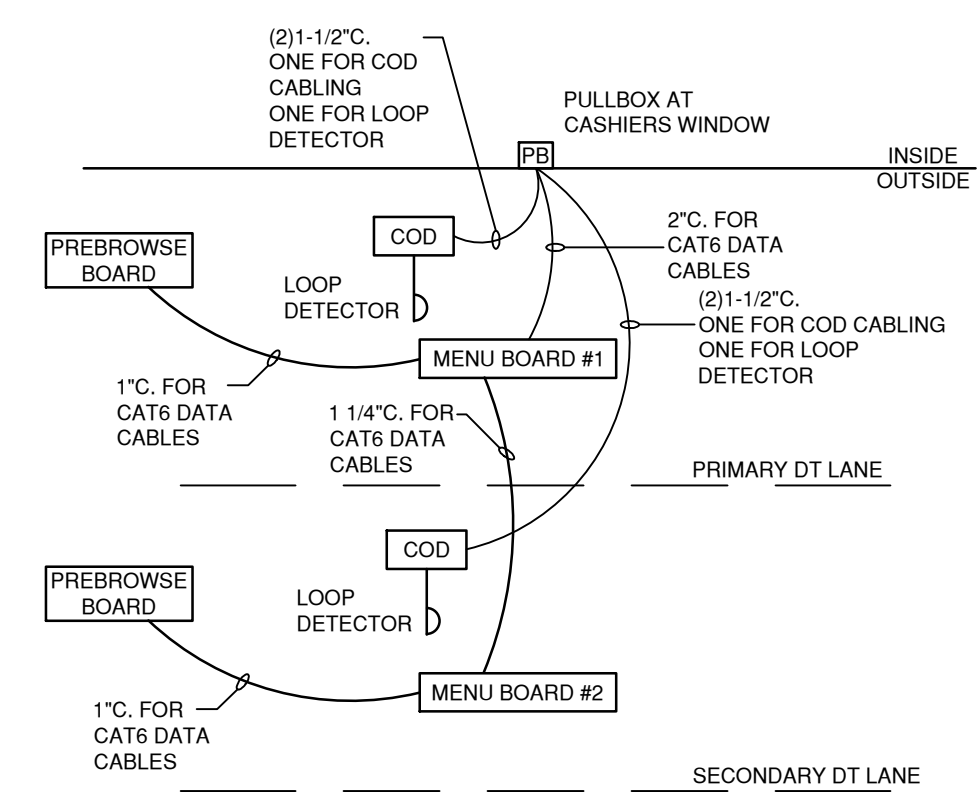 (2)1-1/2"C.
ONE FOR COD
CABLING
ONE FOR LOOP
DETECTOR
PULLBOX AT
CASHIERS WINDOW
PB
INSIDE
OUTSIDE
COD
2"C. FOR
CAT6 DATA
CABLES
PREBROWSE
BOARD
LOOP
DETECTOR
(2)1-1/2"C.
ONE FOR COD CABLING
ONE FOR LOOP
DETECTOR
MENU BOARD #1
1"C. FOR
CAT6 DATA
CABLES
1 1/4"C. FOR
CAT6 DATA
CABLES
PRIMARY DT LANE
COD
PREBROWSE
BOARD
LOOP
DETECTOR
MENU BOARD #2
1"C. FOR
CAT6 DATA
CABLES
SECONDARY DT LANE